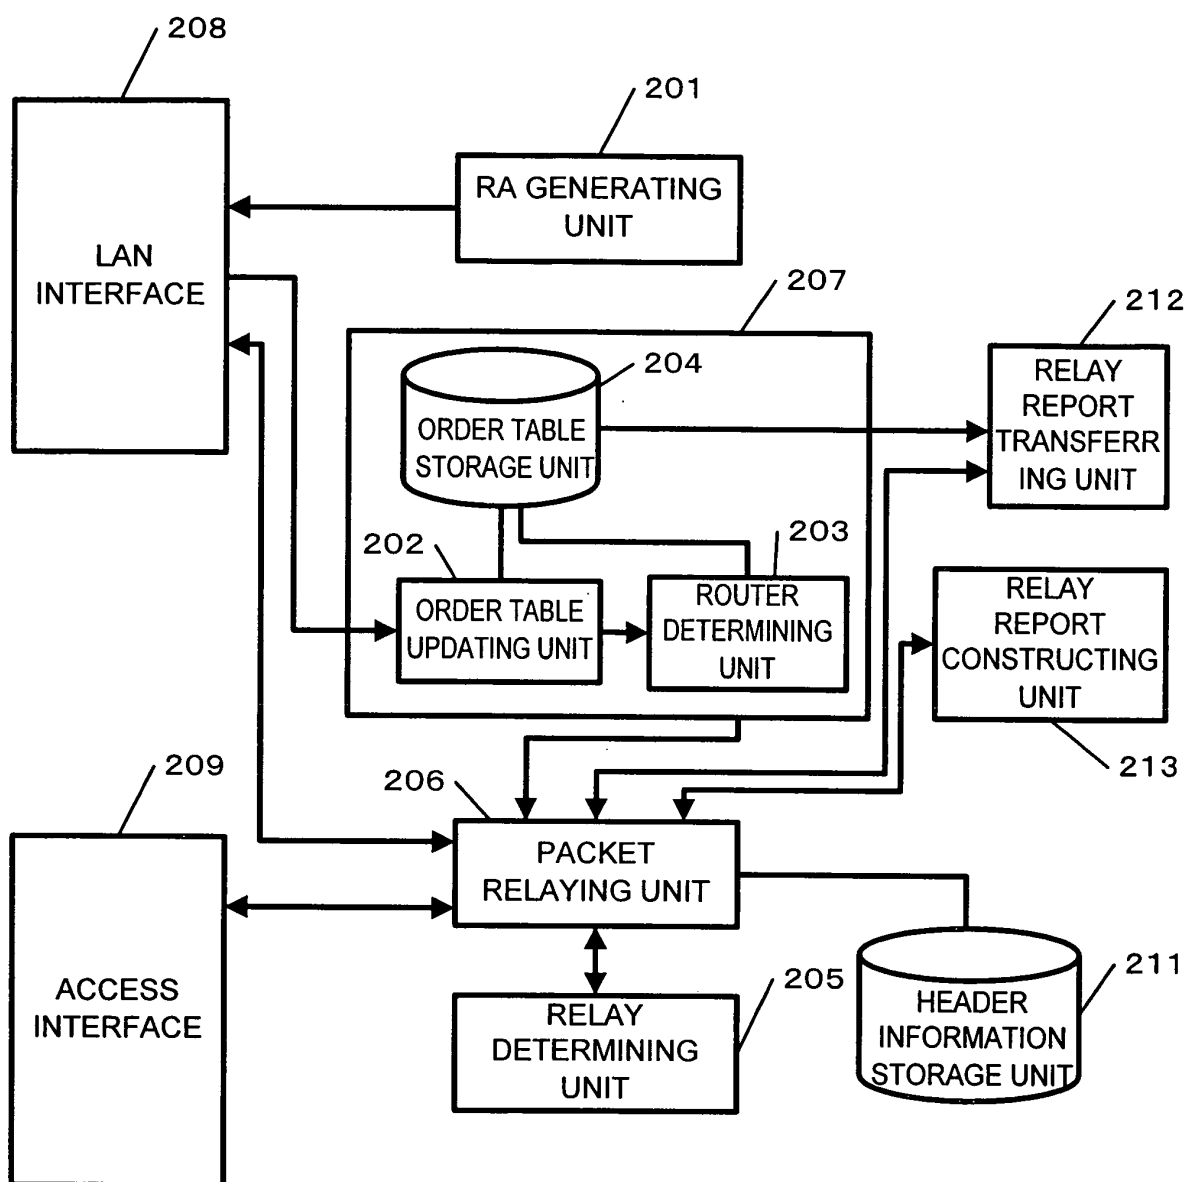 208
201
RA GENERATING
UNIT
LAN
INTERFACE
207
212
204
RELAY
REPORT
TRANSFERR
ING UNIT
ORDER TABLE
STORAGE UNIT
202
203
ORDER TABLE
UPDATING UNIT
ROUTER
DETERMINING
UNIT
RELAY
REPORT
CONSTRUCTING
UNIT
213
209
206
PACKET
RELAYING UNIT
ACCESS
INTERFACE
205
RELAY
DETERMINING
UNIT
211
HEADER
INFORMATION
STORAGE UNIT